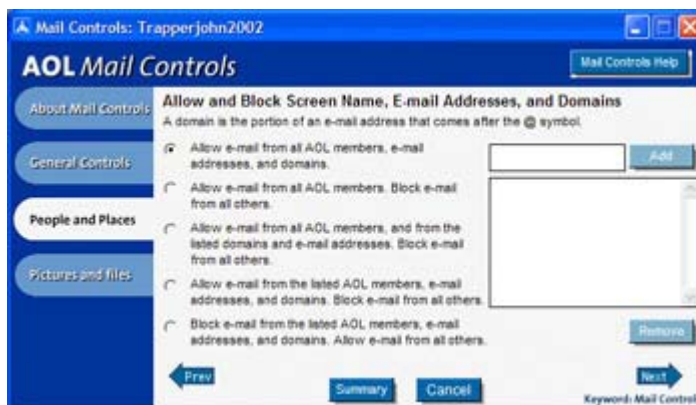 Mail Controls: Trapperjohn2002
AOL Mail Controls
Mail Controls Help
About Mail Controls
General Controls
People and Places
Pictures and files
Allow and Block Screen Name, E-mail Addresses, and Domains
A domain is the portion of an e-mail address that comes after the @ symbol.
Allow e-mail from all AOL members, e-mail
addresses, and domains.
Add
Allow e-mail from all AOL members. Block e-mail
from all others.
Allow e-mail from all AOL members, and from the
listed domains and e-mail addresses. Block e-mail
from all others.
Allow e-mail from the listed AOL members, e-mail
addresses, and domains. Block e-mail from all others.
Block e-mail from the listed AOL members, e-mail
addresses, and domains. Allow e-mail from all others.
Remove
Prev
Summary
Cancel
Next
Keyword: Mail Control